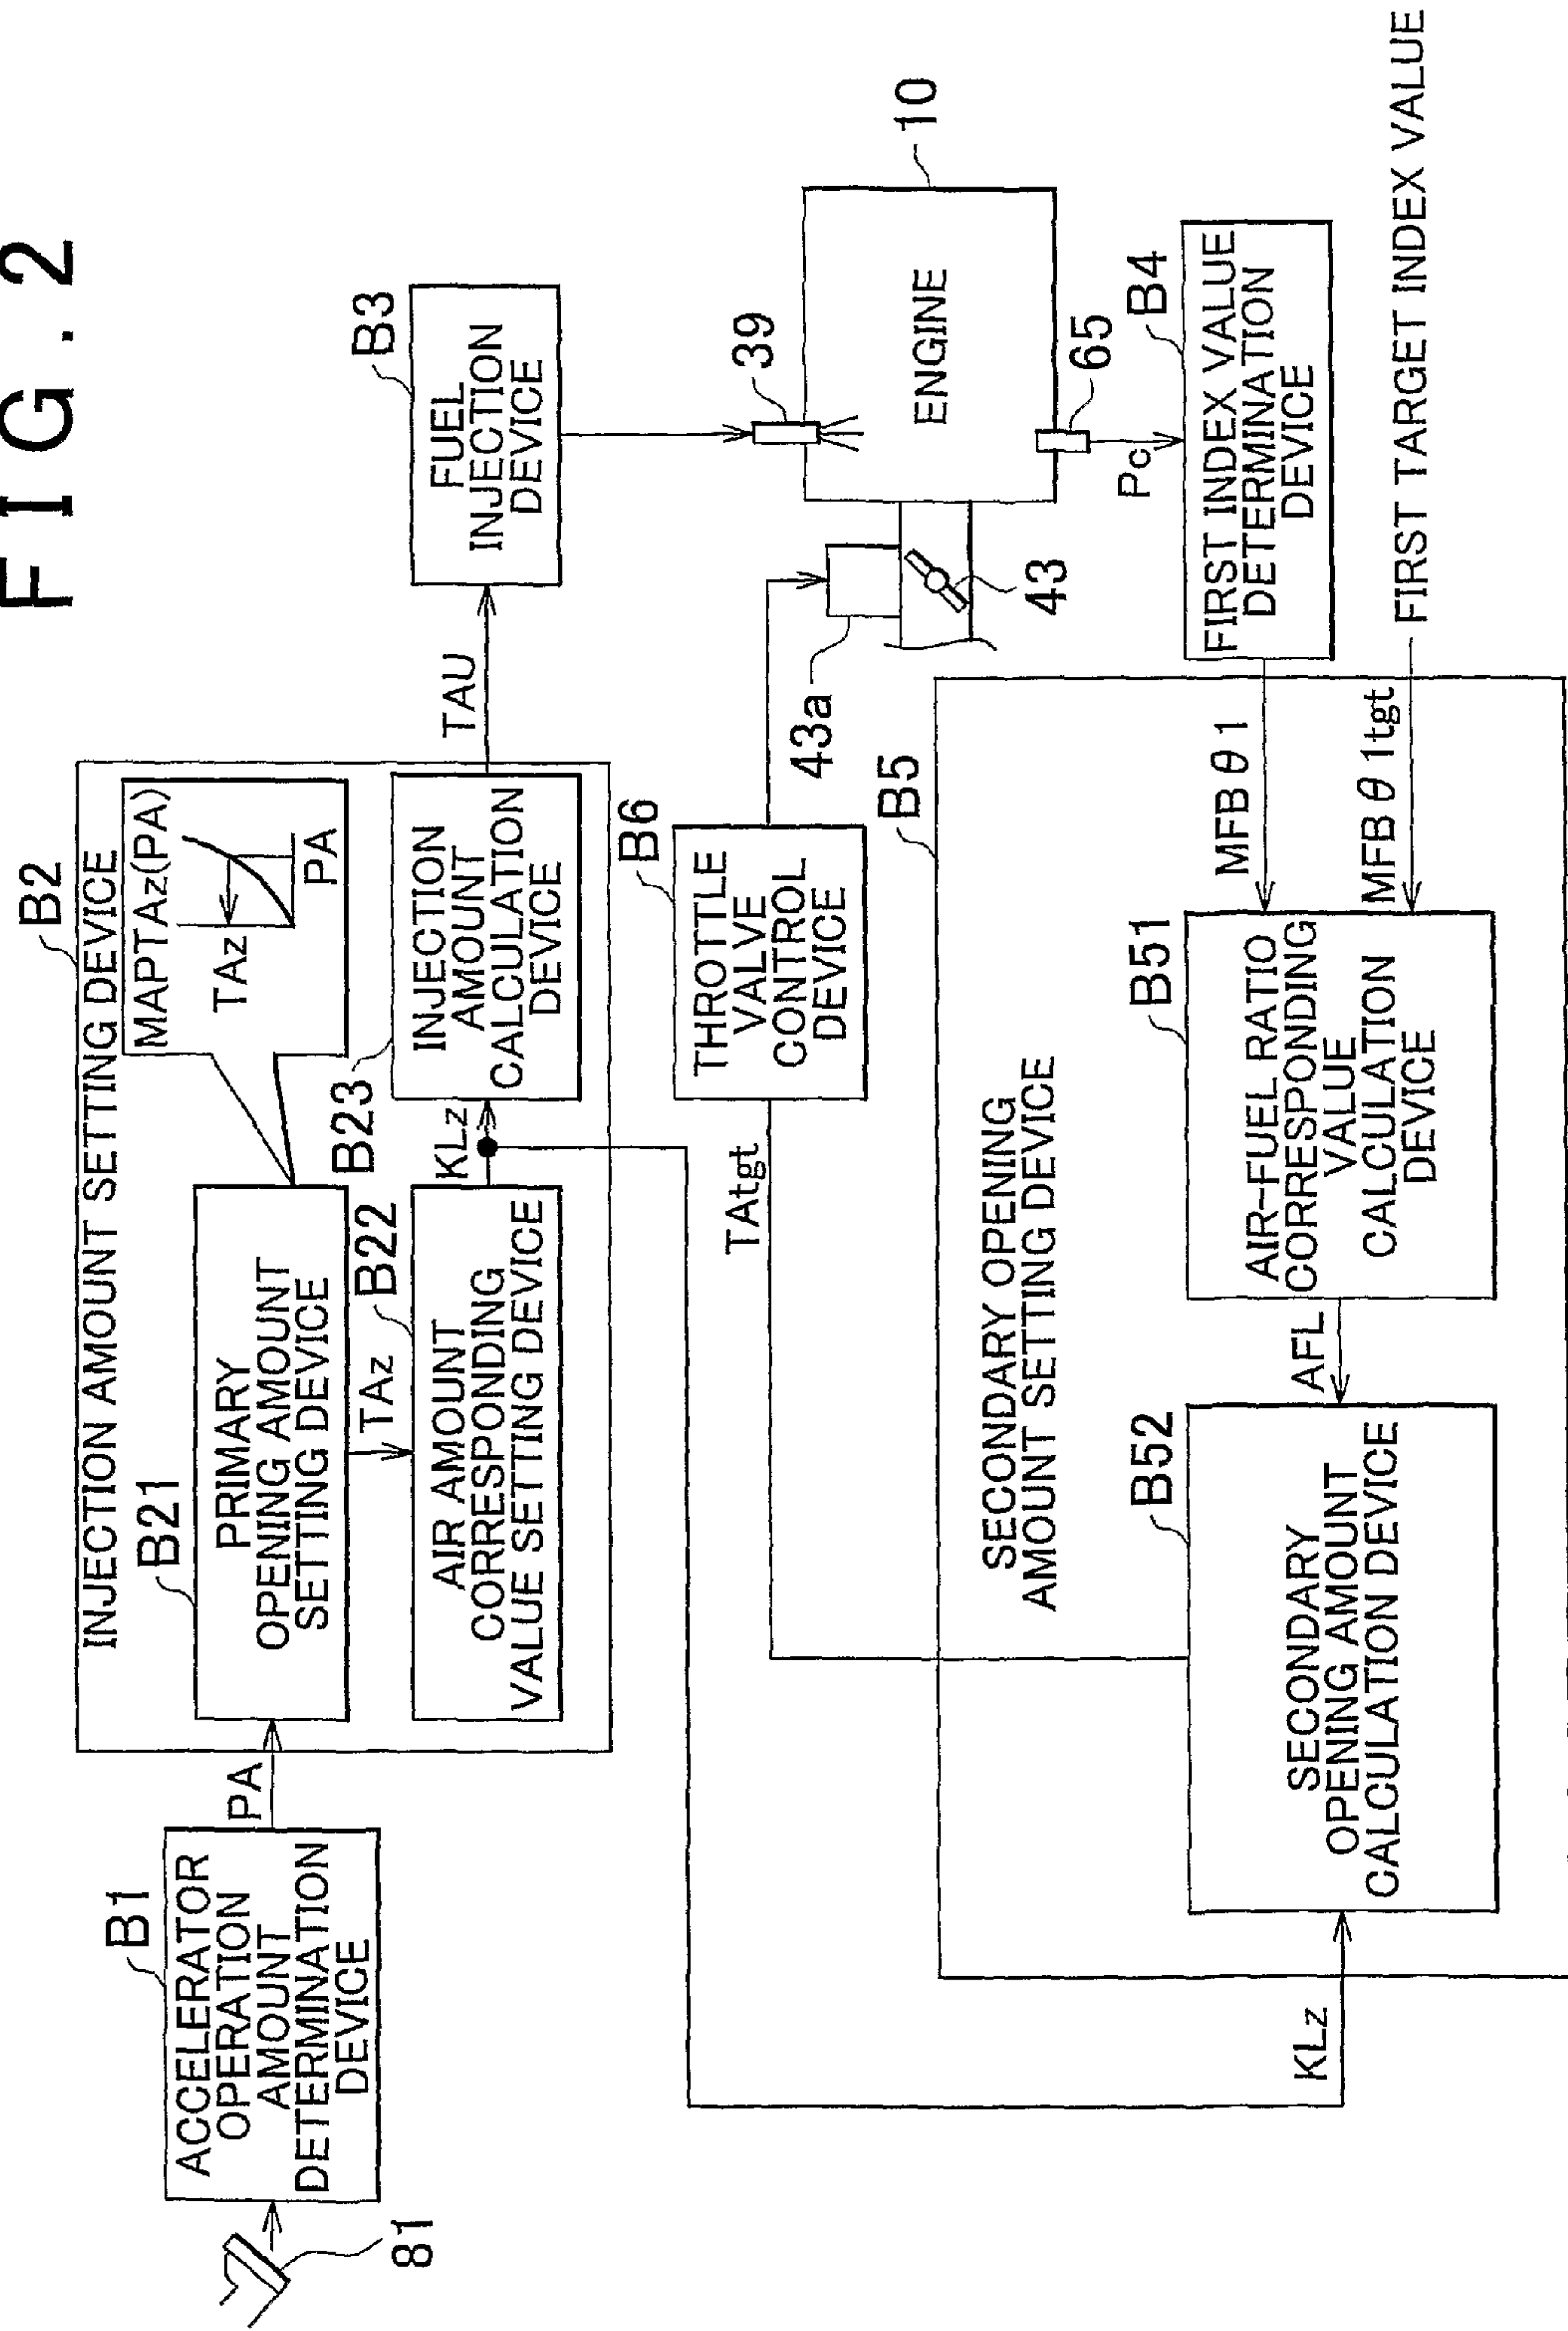 FIG. 2
B1
ACCELERATOR
OPERATION
AMOUNT
DETERMINATION
DEVICE
81
PA
B2
INJECTION AMOUNT SETTING DEVICE
B21
PRIMARY
OPENING AMOUNT
SETTING DEVICE
MAPTAz(PA)
TAz
PA
TAz
B22
AIR AMOUNT
CORRESPONDING
VALUE SETTING DEVICE
KLz
B23
INJECTION
AMOUNT
CALCULATION
DEVICE
TAU
B3
FUEL
INJECTION
DEVICE
39
ENGINE
10
65
Pc
43
43a
B6
THROTTLE
VALVE
CONTROL
DEVICE
TAtgt
B4
FIRST INDEX VALUE
DETERMINATION
DEVICE
FIRST TARGET INDEX VALUE
B5
SECONDARY OPENING
AMOUNT SETTING DEVICE
MFBθ1
MFBθ1tgt
B51
AIR-FUEL RATIO
CORRESPONDING
VALUE
CALCULATION
DEVICE
AFL
B52
SECONDARY
OPENING AMOUNT
CALCULATION DEVICE
KLz